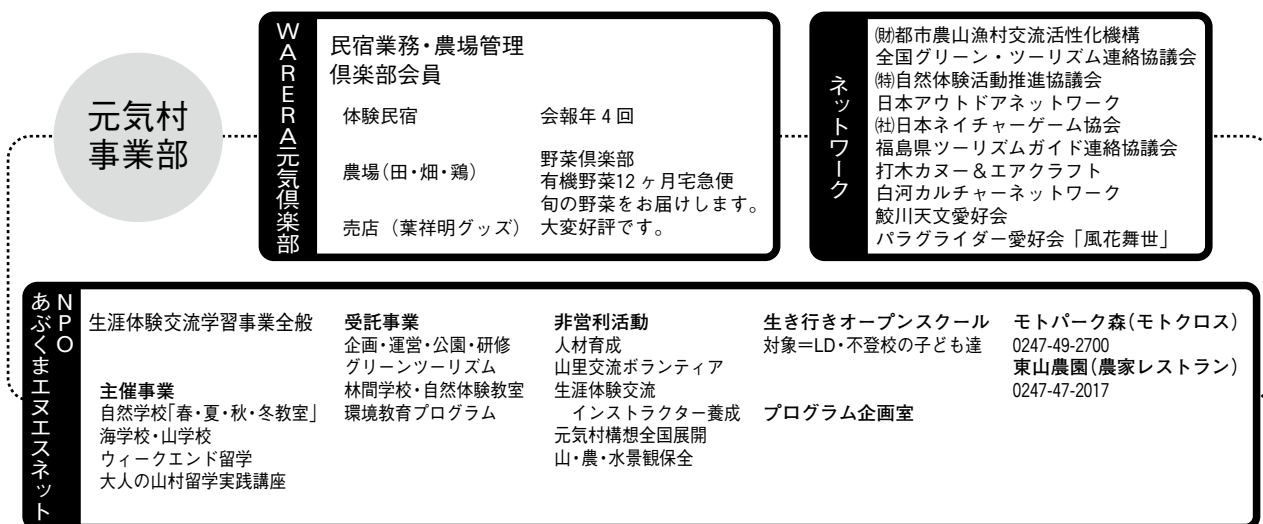 元気村
事業部
WARERA元気倶楽部
民宿業務・農場管理
倶楽部会員
体験民宿
会報年4回
農場(田・畑・鶏)
野菜倶楽部
有機野菜12ヶ月宅急便
旬の野菜をお届けします。
売店（葉祥明グッズ）
大変好評です。
ネットワーク
㈶都市農山漁村交流活性化機構
全国グリーン・ツーリズム連絡協議会
㈕自然体験活動推進協議会
日本アウトドアネットワーク
㈳日本ネイチャーゲーム協会
福島県ツーリズムガイド連絡協議会
打木カヌー＆エアクラフト
白河カルチャーネットワーク
鮫川天文愛好会
パラグライダー愛好会「風花舞世」
NPO
あぶくまエヌエスネット
生涯体験交流学習事業全般
主催事業
自然学校「春・夏・秋・冬教室」
海学校・山学校
ウィークエンド留学
大人の山村留学実践講座
受託事業
企画・運営・公園・研修
グリーンツーリズム
林間学校・自然体験教室
環境教育プログラム
非営利活動
人材育成
山里交流ボランティア
生涯体験交流
インストラクター養成
元気村構想全国展開
山・農・水景観保全
生き行きオープンスクール
対象＝LD・不登校の子ども達
プログラム企画室
モトパーク森(モトクロス)
0247-49-2700
東山農園(農家レストラン)
0247-47-2017